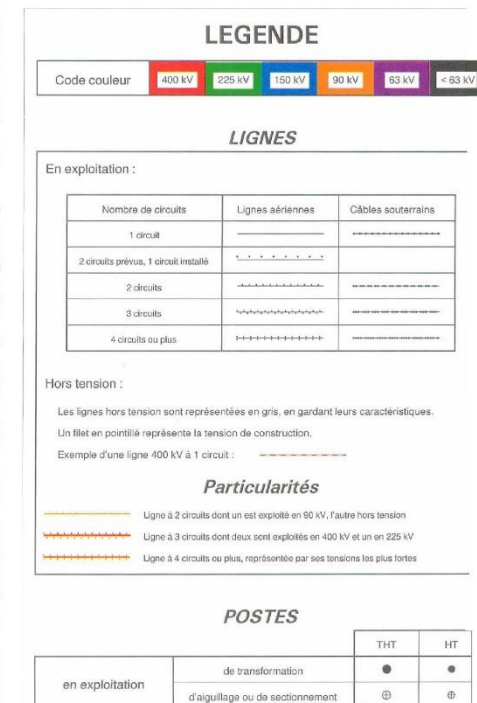 LEGENDE
Code couleur 400 kV 225 kV 150 kV 90 kV 63 kV < 63 kV
LIGNES
En exploitation :
Nombre de circuits Lignes aériennes Câbles souterrains
1 circuit
2 circuits prévus, 1 circuit installé
2 circuits
3 circuits
4 circuits ou plus
Hors tension :
Les lignes hors tension sont représentées en gris, en gardant leurs caractéristiques.
Un filet en pointillé représente la tension de construction.
Exemple d'une ligne 400 kV à 1 circuit :
Particularités
Ligne à 2 circuits dont un est exploité en 90 kV, l'autre hors tension
Ligne à 3 circuits dont deux sont exploités en 400 kV et un en 225 kV
Ligne à 4 circuits ou plus, représentée par ses tensions les plus fortes
POSTES
THT HT
en exploitation
de transformation
d'aiguillage ou de sectionnement